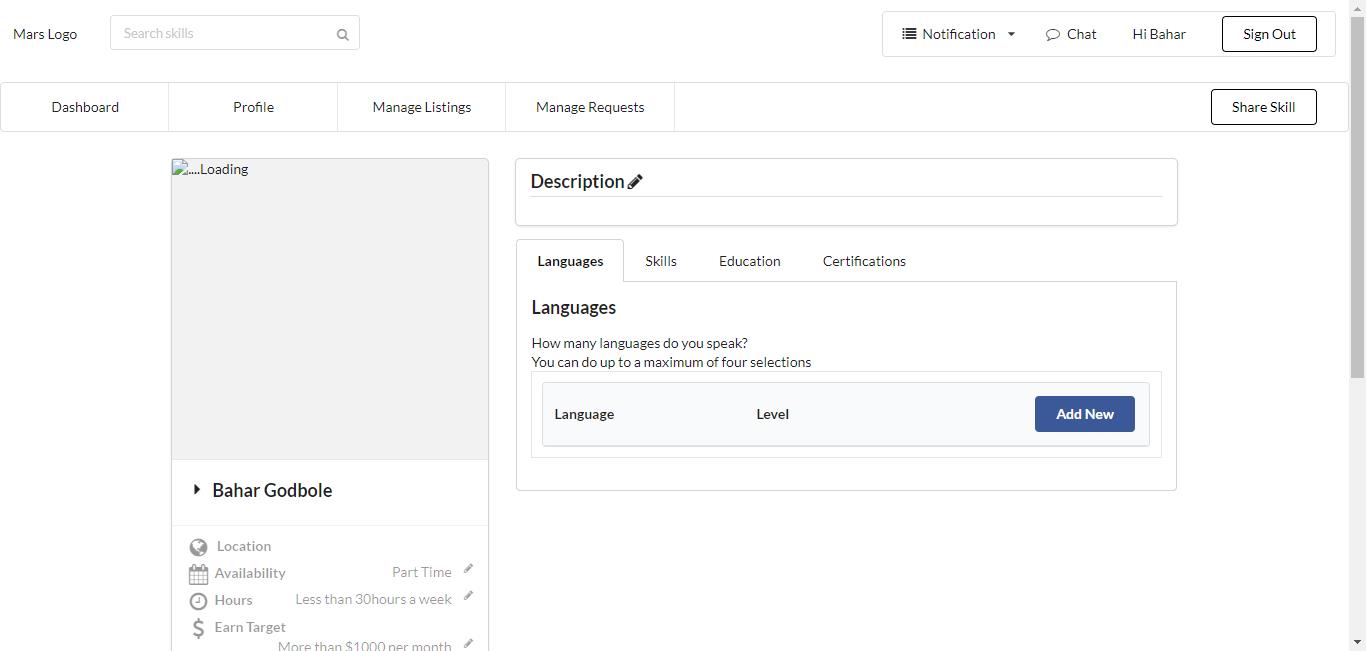 Mars Logo
Search skills
Notification
Chat
Hi Bahar
Sign Out
Dashboard
Profile
Manage Listings
Manage Requests
Share Skill
....Loading
Bahar Godbole
Location
Availability
Part Time
Hours
Less than 30hours a week
Earn Target
More than $1000 per month
Description
Languages
Skills
Education
Certifications
Languages
How many languages do you speak?
You can do up to a maximum of four selections
Language
Level
Add New